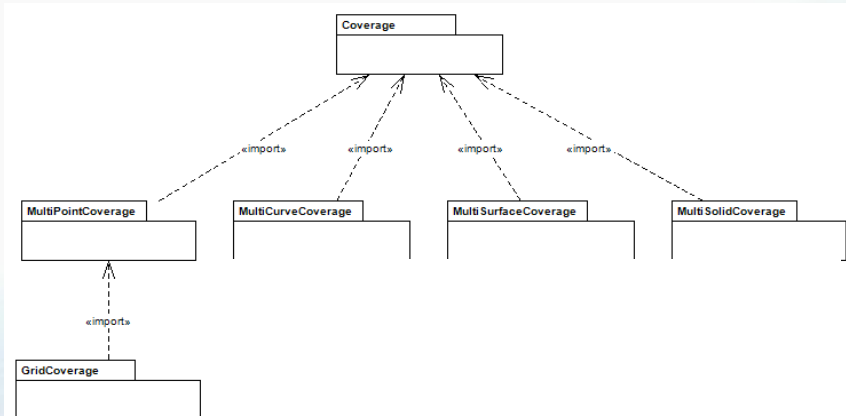 Coverage
«import»
«import»
«import»
«import»
MultiPointCoverage
MultiCurveCoverage
MultiSurfaceCoverage
MultiSolidCoverage
«import»
GridCoverage